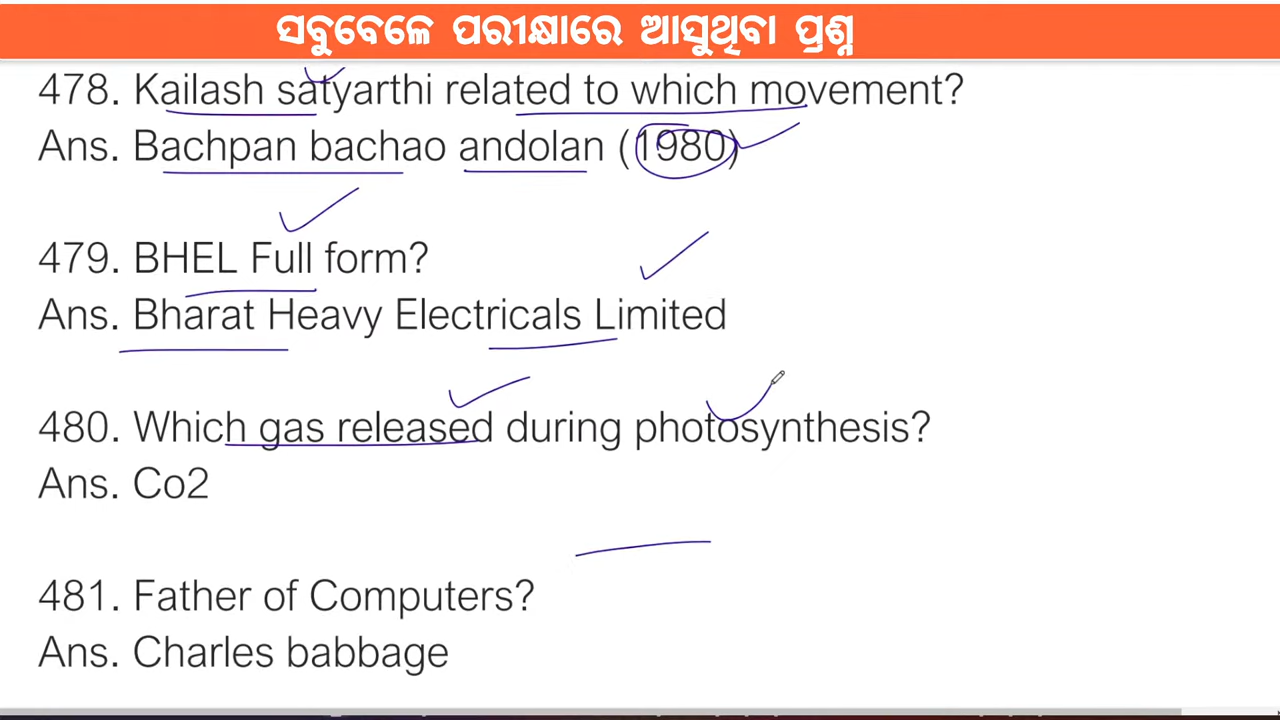 ସବୁବେଳେ ପରୀକ୍ଷାରେ ଆସୁଥିବା ପ୍ରଶ୍ନ
478. Kailash satyarthi related to which movement?
Ans. Bachpan bachao andolan (1980)
479. BHEL Full form?
Ans. Bharat Heavy Electricals Limited
480. Which gas released during photosynthesis?
Ans. Co2
481. Father of Computers?
Ans. Charles babbage